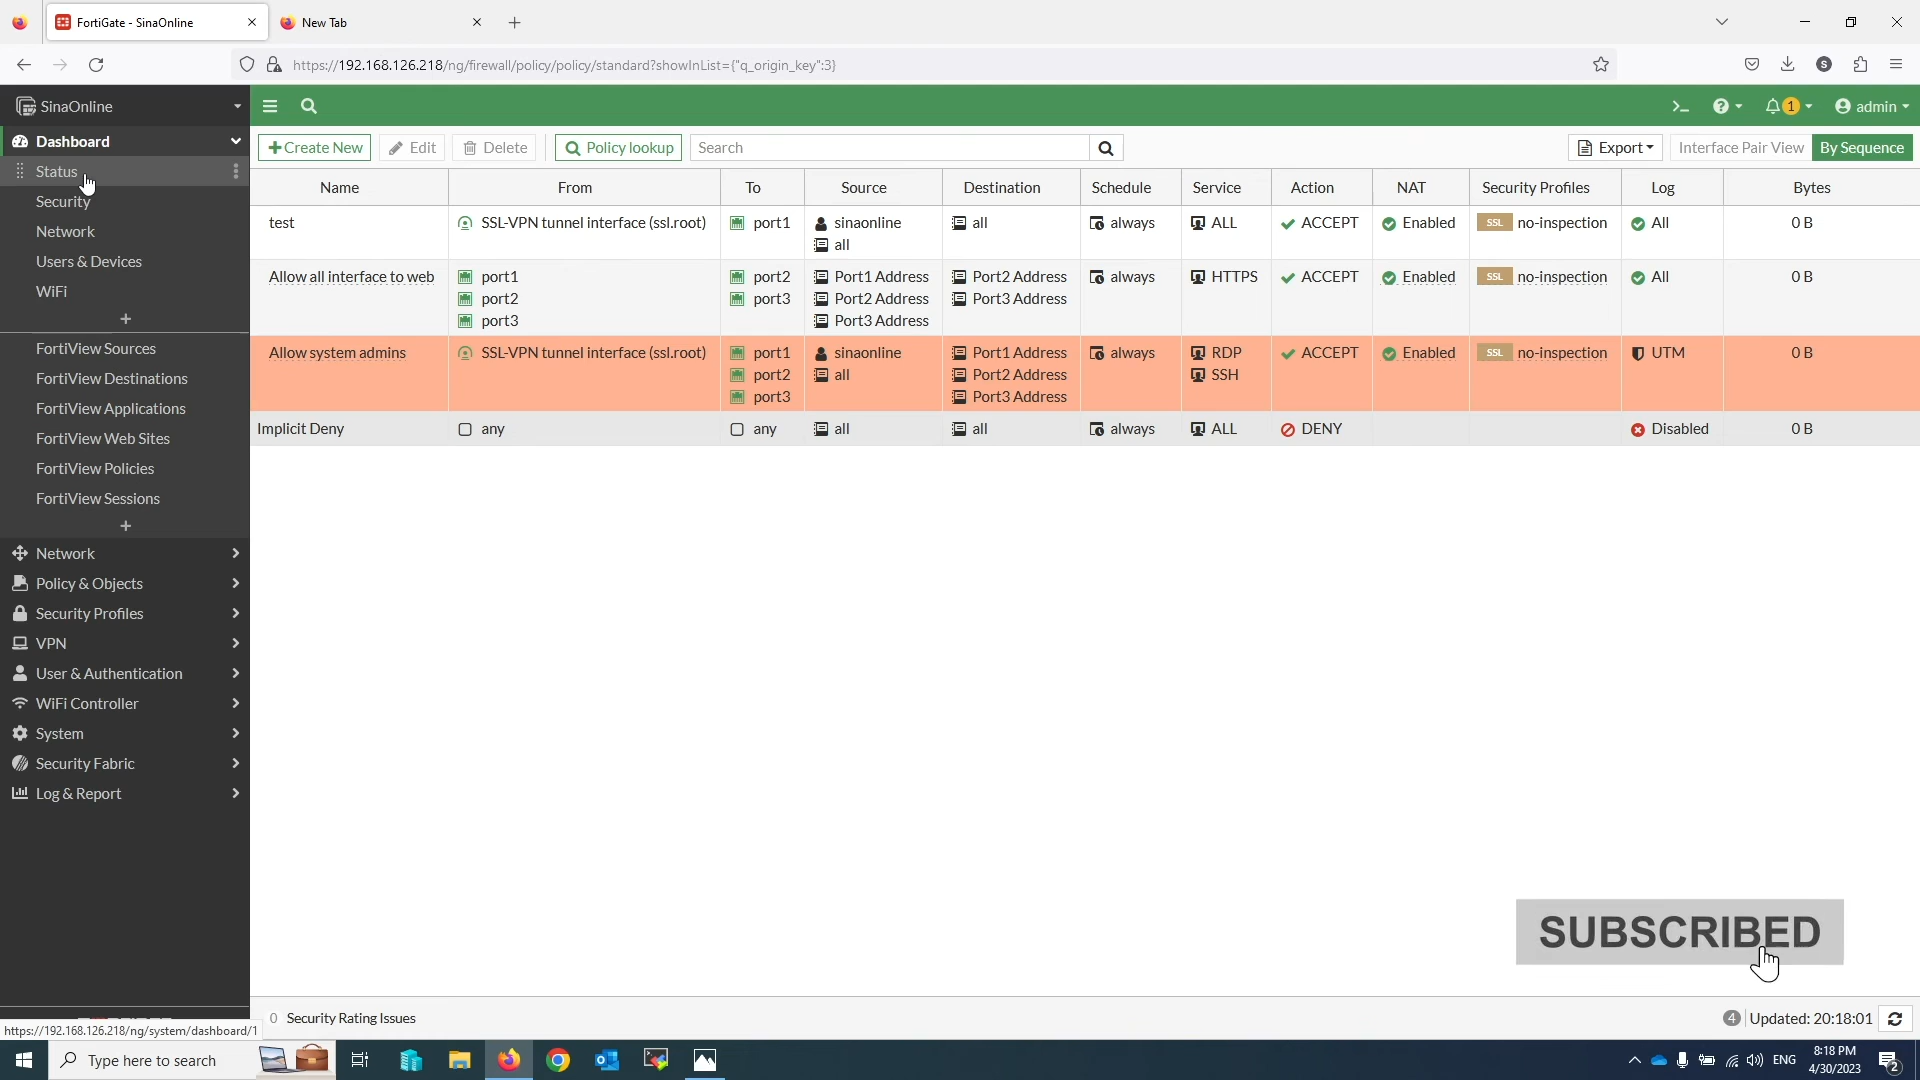 FortiGate - SinaOnline
New Tab
https://192.168.126.218/ng/firewall/policy/policy/standard?showInList={"q_origin_key":3}
S
SinaOnline
1
admin
Dashboard
Status
Security
Network
Users & Devices
WiFi
+
FortiView Sources
FortiView Destinations
FortiView Applications
FortiView Web Sites
FortiView Policies
FortiView Sessions
+
Network
Policy & Objects
Security Profiles
VPN
User & Authentication
WiFi Controller
System
Security Fabric
Log & Report
https://192.168.126.218/ng/system/dashboard/1
+Create New Edit Delete Policy lookup Search Export Interface Pair View By Sequence
Name From To Source Destination Schedule Service Action NAT Security Profiles Log Bytes
test SSL-VPN tunnel interface (ssl.root) port1 sinaonline all always ALL ACCEPT Enabled SSL no-inspection All 0 B
all
Allow all interface to web port1 port2 Port1 Address Port2 Address always HTTPS ACCEPT Enabled SSL no-inspection All 0 B
port2 port3 Port2 Address Port3 Address
port3 Port3 Address
Allow system admins SSL-VPN tunnel interface (ssl.root) port1 sinaonline Port1 Address always RDP ACCEPT Enabled SSL no-inspection UTM 0 B
port2 all Port2 Address SSH
port3 Port3 Address
Implicit Deny any any all all always ALL DENY Disabled 0 B
SUBSCRIBED
0 Security Rating Issues
4 Updated: 20:18:01
Type here to search
ENG
8:18 PM
4/30/2023
2